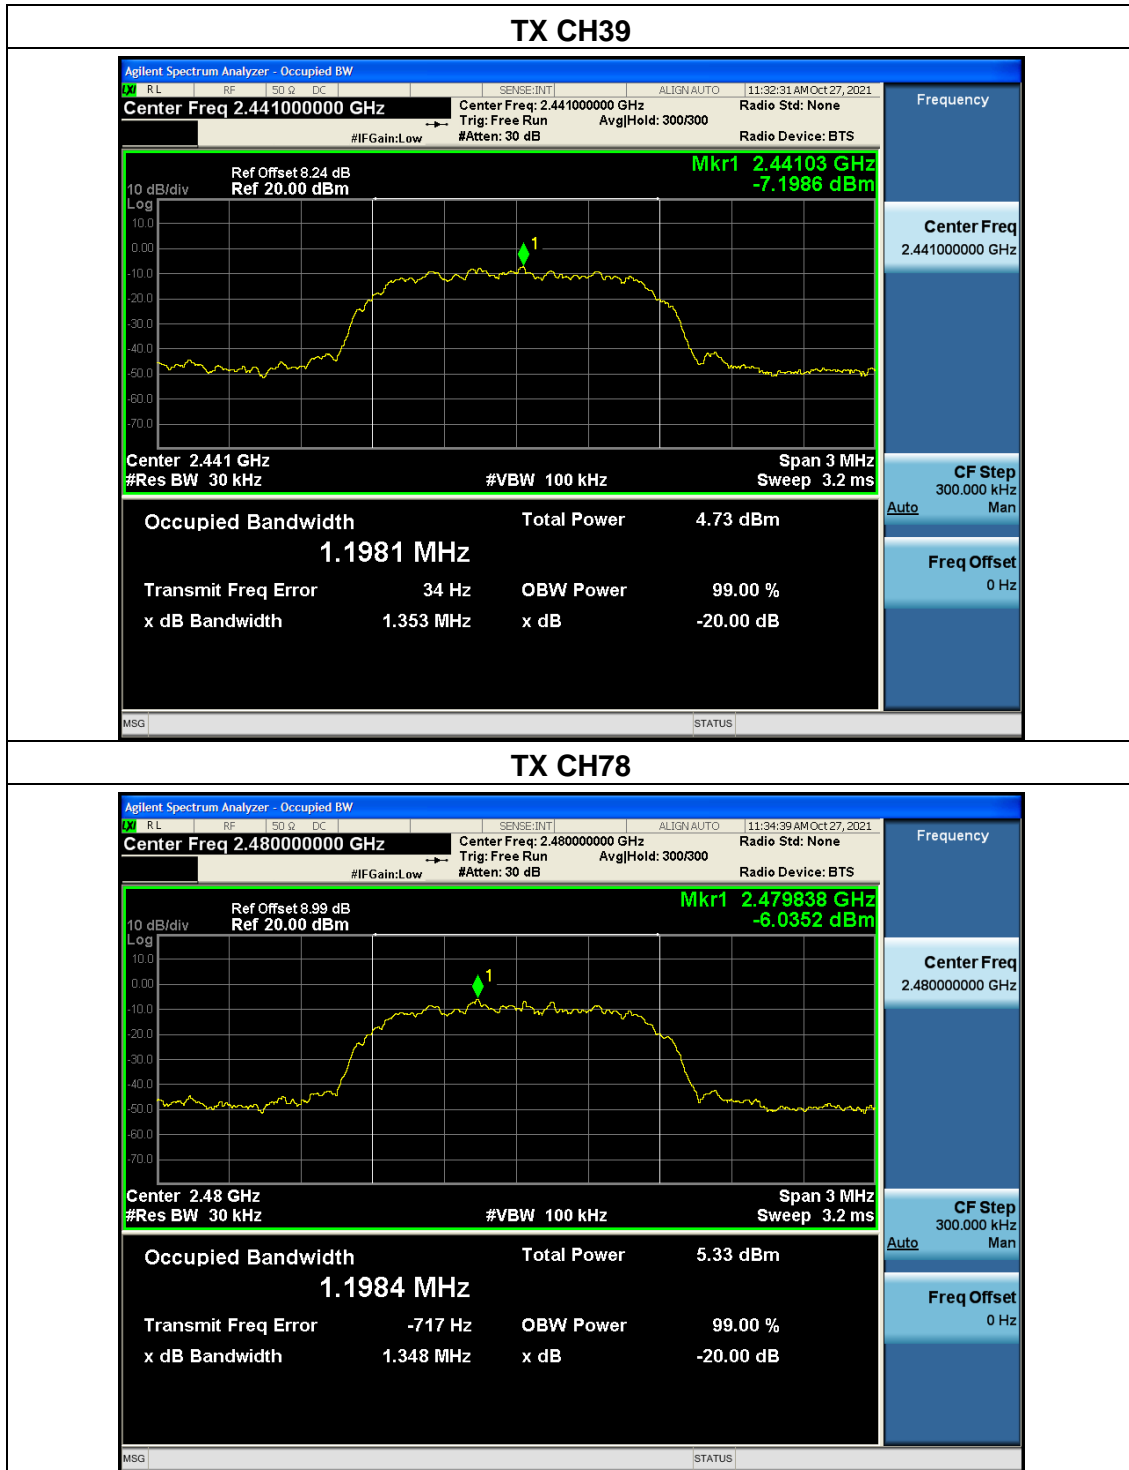 TX CH39
Agilent Spectrum Analyzer - Occupied BW
LXI RL RF 50 Ω DC SENSE:INT ALIGN AUTO 11:32:31 AM Oct 27, 2021
Center Freq 2.441000000 GHz
Center Freq: 2.441000000 GHz Radio Std: None
Trig: Free Run Avg|Hold: 300/300
#IFGain:Low #Atten: 30 dB Radio Device: BTS
Frequency
Mkr1 2.44103 GHz
-7.1986 dBm
Ref Offset 8.24 dB
10 dB/div Ref 20.00 dBm
Log
10.0
0.00
-10.0
-20.0
-30.0
-40.0
-50.0
-60.0
-70.0
1
Center Freq
2.441000000 GHz
Center 2.441 GHz Span 3 MHz
#Res BW 30 kHz #VBW 100 kHz Sweep 3.2 ms
CF Step
300.000 kHz
Auto Man
Occupied Bandwidth Total Power 4.73 dBm
1.1981 MHz
Transmit Freq Error 34 Hz OBW Power 99.00 %
x dB Bandwidth 1.353 MHz x dB -20.00 dB
Freq Offset
0 Hz
MSG STATUS
TX CH78
Agilent Spectrum Analyzer - Occupied BW
LXI RL RF 50 Ω DC SENSE:INT ALIGN AUTO 11:34:39 AM Oct 27, 2021
Center Freq 2.480000000 GHz
Center Freq: 2.480000000 GHz Radio Std: None
Trig: Free Run Avg|Hold: 300/300
#IFGain:Low #Atten: 30 dB Radio Device: BTS
Frequency
Mkr1 2.479838 GHz
-6.0352 dBm
Ref Offset 8.99 dB
10 dB/div Ref 20.00 dBm
Log
10.0
0.00
-10.0
-20.0
-30.0
-40.0
-50.0
-60.0
-70.0
1
Center Freq
2.480000000 GHz
Center 2.48 GHz Span 3 MHz
#Res BW 30 kHz #VBW 100 kHz Sweep 3.2 ms
CF Step
300.000 kHz
Auto Man
Occupied Bandwidth Total Power 5.33 dBm
1.1984 MHz
Transmit Freq Error -717 Hz OBW Power 99.00 %
x dB Bandwidth 1.348 MHz x dB -20.00 dB
Freq Offset
0 Hz
MSG STATUS